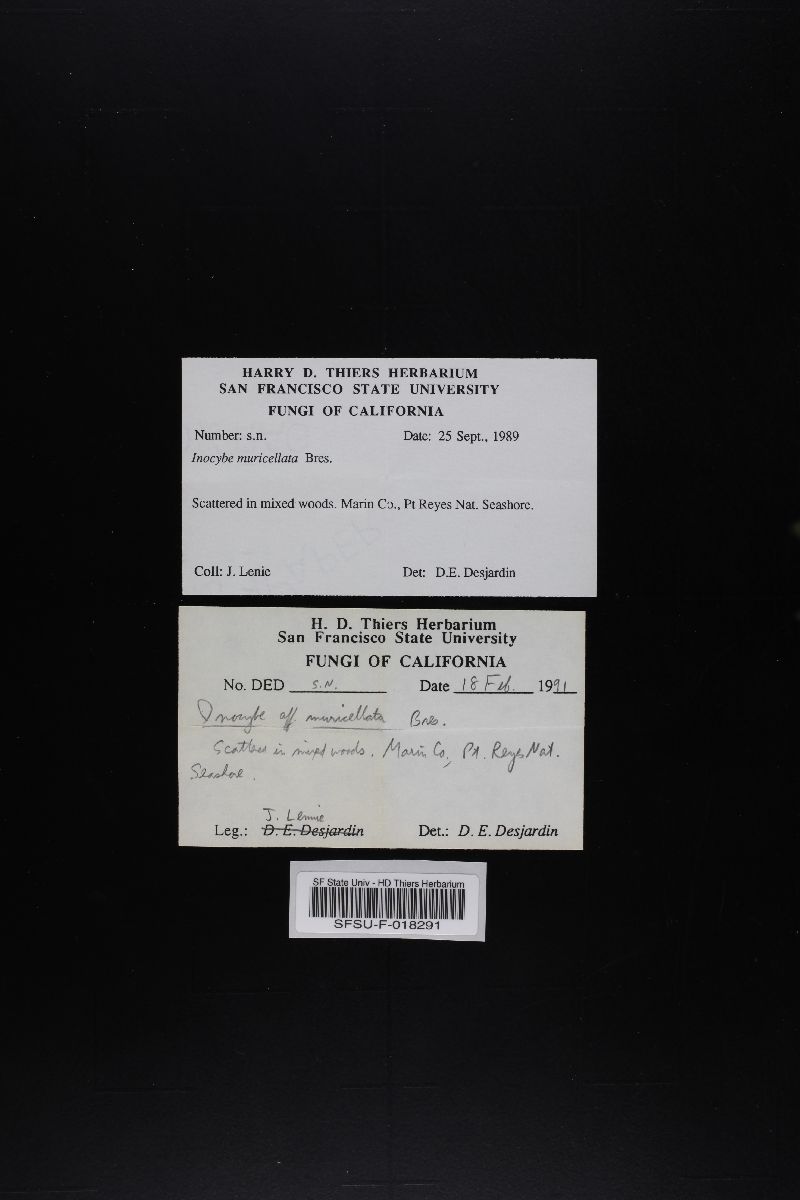 HARRY D. THIERS HERBARIUM
SAN FRANCISCO STATE UNIVERSITY
FUNGI OF CALIFORNIA
Number: s.n. Date: 25 Sept., 1989
Inocybe muricellata Bres.
Scattered in mixed woods. Marin Co., Pt Reyes Nat. Seashore.
PAPER
Coll: J. Lenie Det: D.E. Desjardin
H. D. Thiers Herbarium
San Francisco State University
FUNGI OF CALIFORNIA
No. DED s.n. Date 18 Feb. 1991
Inocybe aff muricellata Bres.
Scattered in mixed woods. Marin Co, Pt. Reyes Nat.
Seashore.
J. Lennie
Leg.: D. E. Desjardin Det.: D. E. Desjardin
SF State Univ - HD Thiers Herbarium
SFSU-F-018291